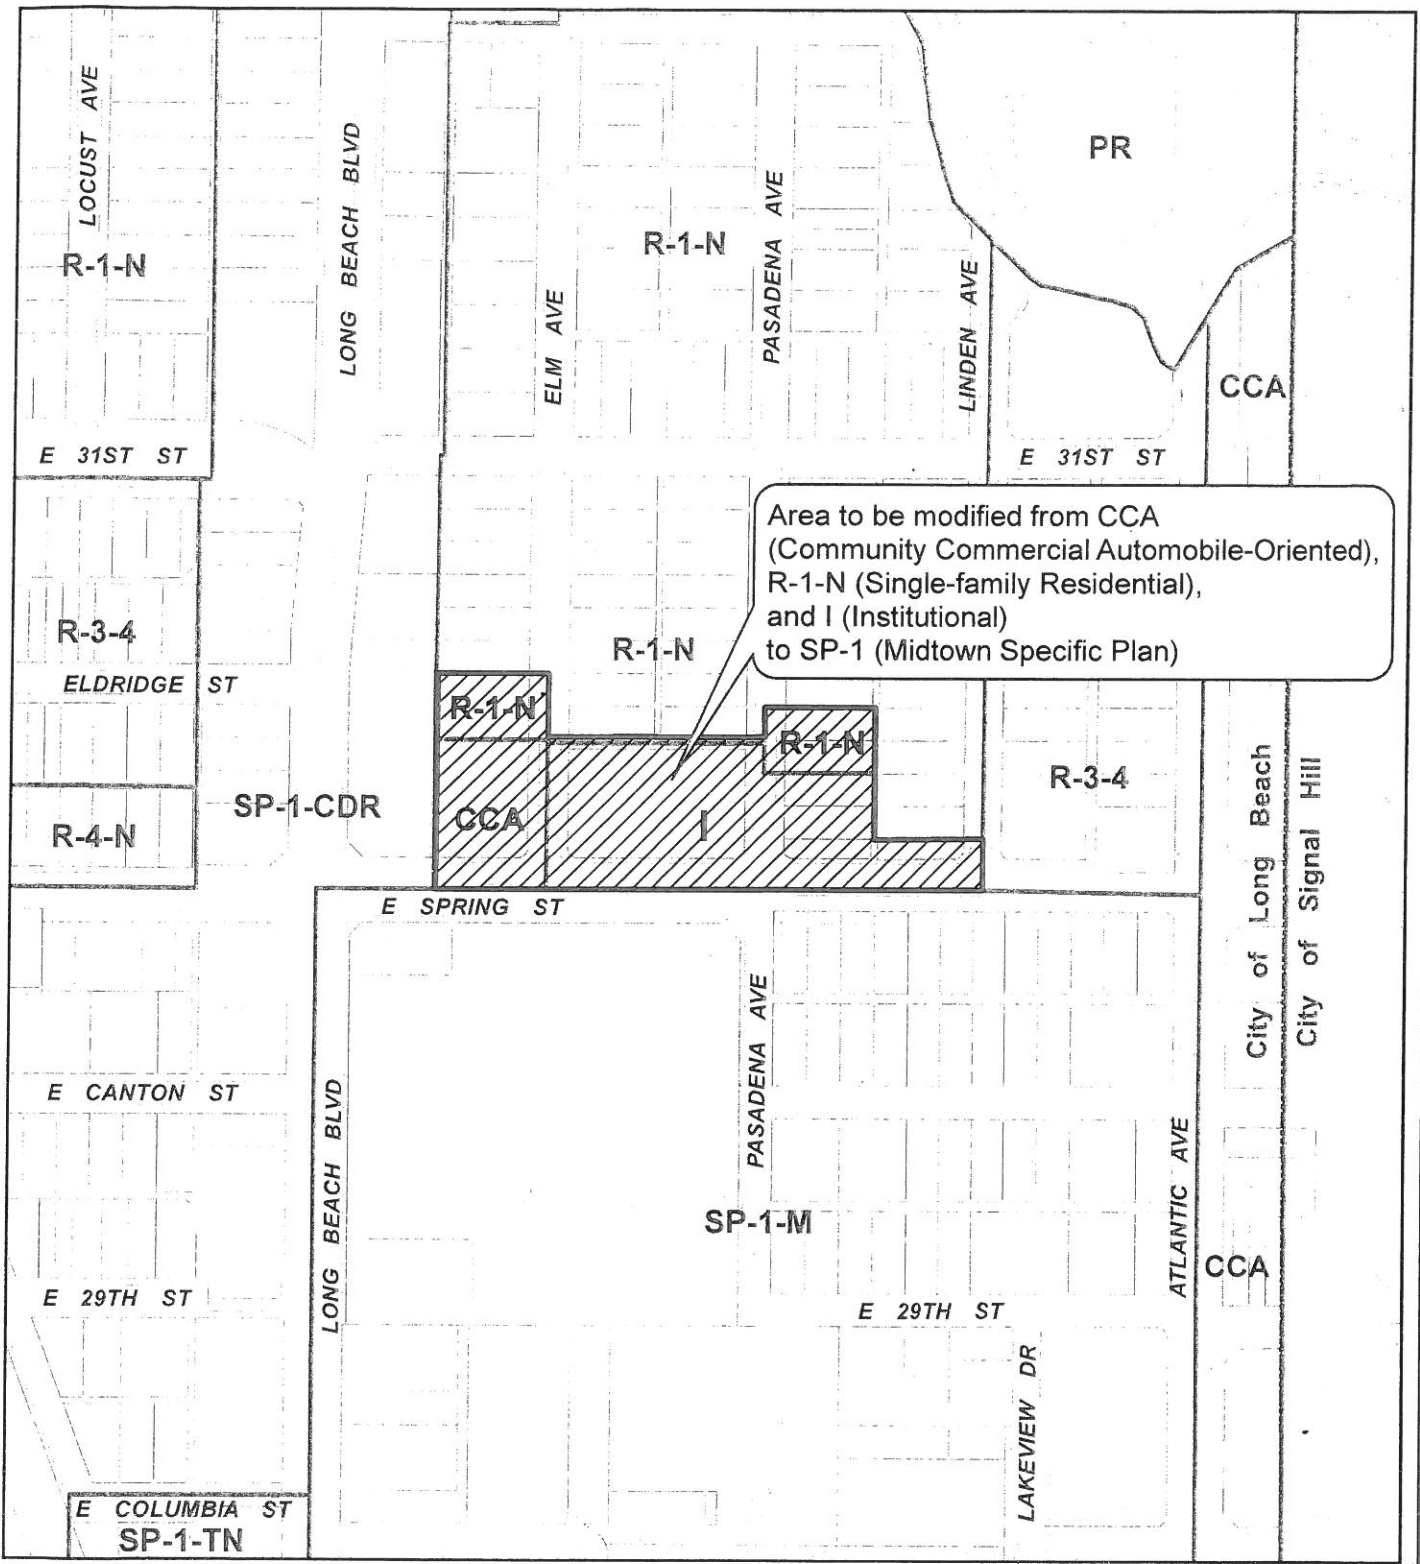 LOCUST AVE
LONG BEACH BLVD
PR
PASADENA AVE
R-1-N
R-1-N
LINDEN AVE
ELM AVE
CCA
E 31ST ST
E 31ST ST
Area to be modified from CCA
(Community Commercial Automobile-Oriented),
R-1-N (Single-family Residential),
and I (Institutional)
to SP-1 (Midtown Specific Plan)
R-3-4
R-1-N
ELDRIDGE ST
R-1-N
R-1-N
R-3-4
SP-1-CDR
CCA
I
R-4-N
City of Long Beach
City of Signal Hill
E SPRING ST
PASADENA AVE
E CANTON ST
LONG BEACH BLVD
ATLANTIC AVE
SP-1-M
CCA
E 29TH ST
E 29TH ST
LAKEVIEW DR
E COLUMBIA ST
SP-1-TN